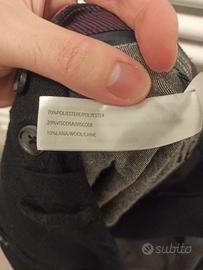 70%POLIESTERE/POLYESTER
20%VISCOSA/VISCOSE
10%LANA/WOOL/LAINE
subito